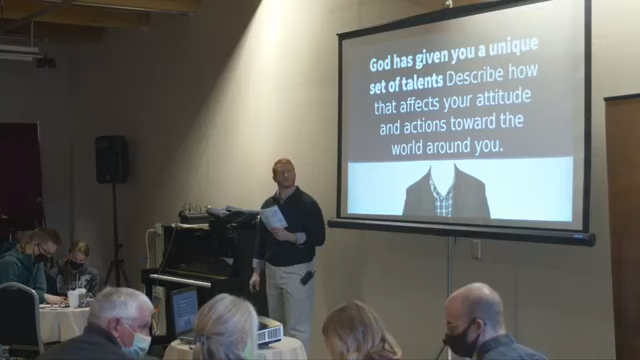 God has given you a unique
set of talents Describe how
that affects your attitude
and actions toward the
world around you.